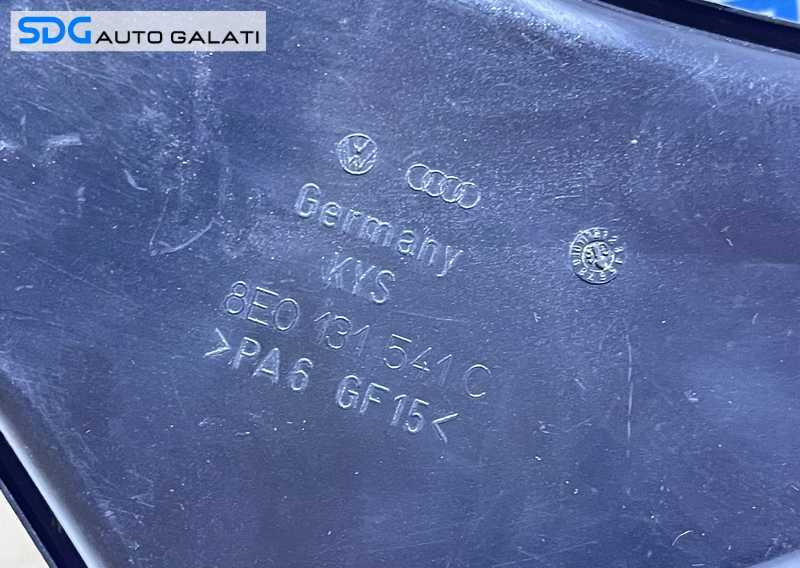 SDG AUTO GALATI
Germany
KYS
8E0 131 541 C
>PA6 GF15<